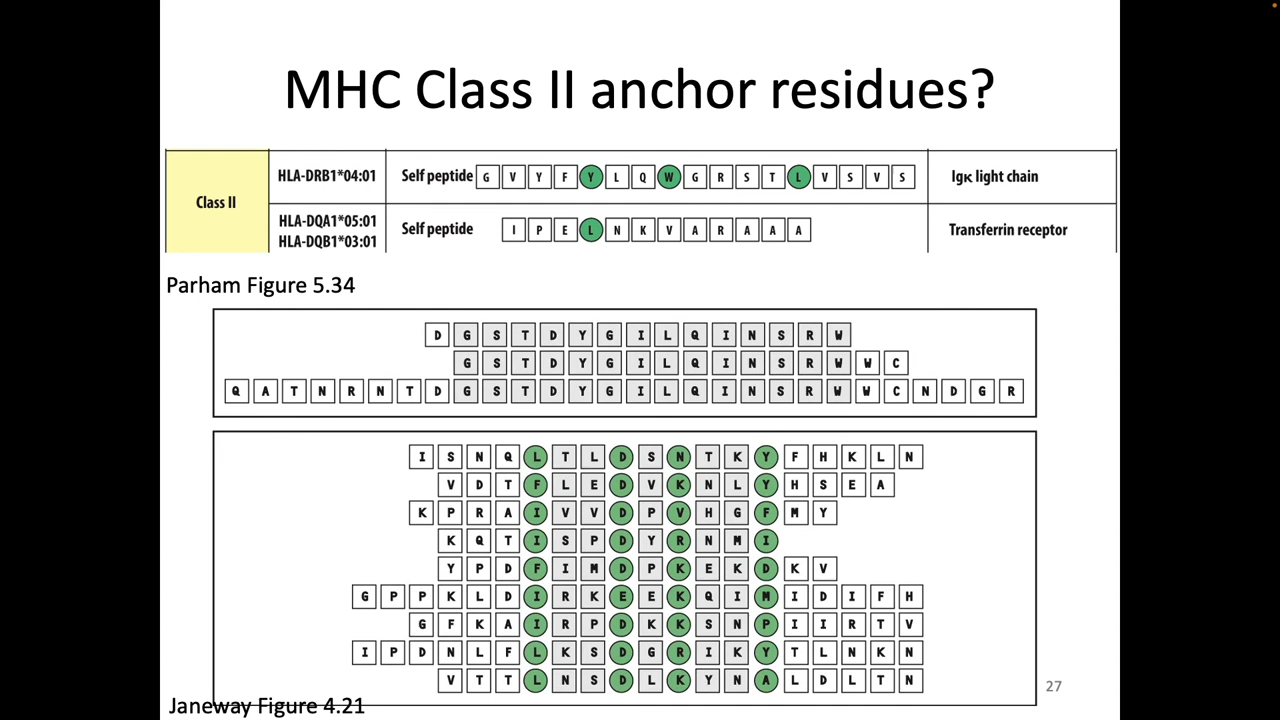 MHC Class II anchor residues?
Class II
HLA-DRB1*04:01
Self peptide G V Y F Y L Q W G R S T L V S V S
Igκ light chain
HLA-DQA1*05:01
HLA-DQB1*03:01
Self peptide I P E L N K V A R A A A
Transferrin receptor
Parham Figure 5.34
D G S T D Y G I L Q I N S R W
G S T D Y G I L Q I N S R W W C
Q A T N R N T D G S T D Y G I L Q I N S R W W C N D G R
I S N Q L T L D S N T K Y F H K L N
V D T F L E D V K N L Y H S E A
K P R A I V V D P V H G F M Y
K Q T I S P D Y R N M I
Y P D F I M D P K E K D K V
G P P K L D I R K E E K Q I M I D I F H
G F K A I R P D K K S N P I I R T V
I P D N L F L K S D G R I K Y T L N K N
V T T L N S D L K Y N A L D L T N
27
Janeway Figure 4.21